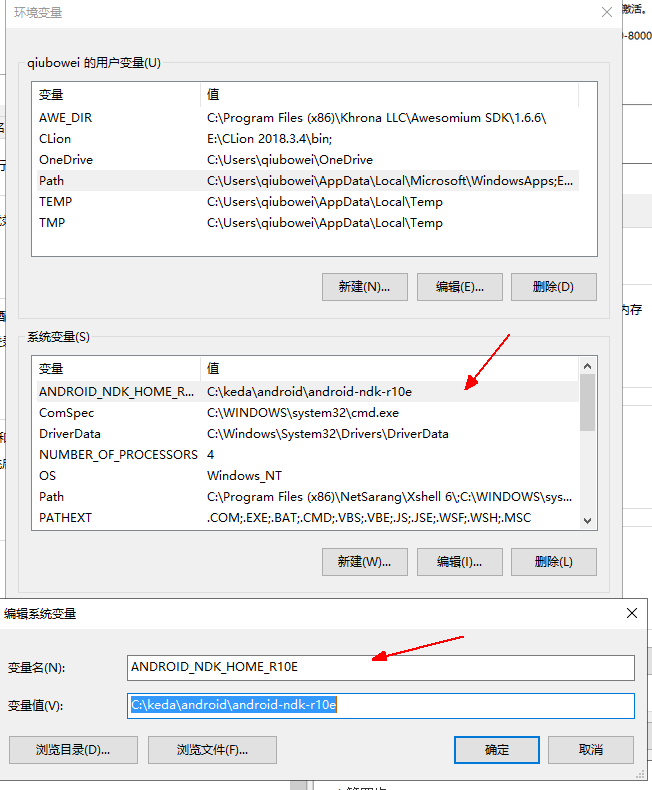 环境变量
激活。
0-8000
qiubowei 的用户变量(U)
变量 值
AWE_DIR C:\Program Files (x86)\Khrona LLC\Awesomium SDK\1.6.6\
CLion E:\CLion 2018.3.4\bin;
OneDrive C:\Users\qiubowei\OneDrive
Path C:\Users\qiubowei\AppData\Local\Microsoft\WindowsApps;E...
TEMP C:\Users\qiubowei\AppData\Local\Temp
TMP C:\Users\qiubowei\AppData\Local\Temp
新建(N)... 编辑(E)... 删除(D)
内存
系统变量(S)
变量 值
ANDROID_NDK_HOME_R... C:\keda\android\android-ndk-r10e
ComSpec C:\WINDOWS\system32\cmd.exe
DriverData C:\Windows\System32\Drivers\DriverData
NUMBER_OF_PROCESSORS 4
OS Windows_NT
Path C:\Program Files (x86)\NetSarang\Xshell 6\;C:\WINDOWS\sys...
PATHEXT .COM;.EXE;.BAT;.CMD;.VBS;.VBE;.JS;.JSE;.WSF;.WSH;.MSC
新建(W)... 编辑(I)... 删除(L)
编辑系统变量
变量名(N): ANDROID_NDK_HOME_R10E
变量值(V): C:\keda\android\android-ndk-r10e
浏览目录(D)... 浏览文件(F)... 确定 取消